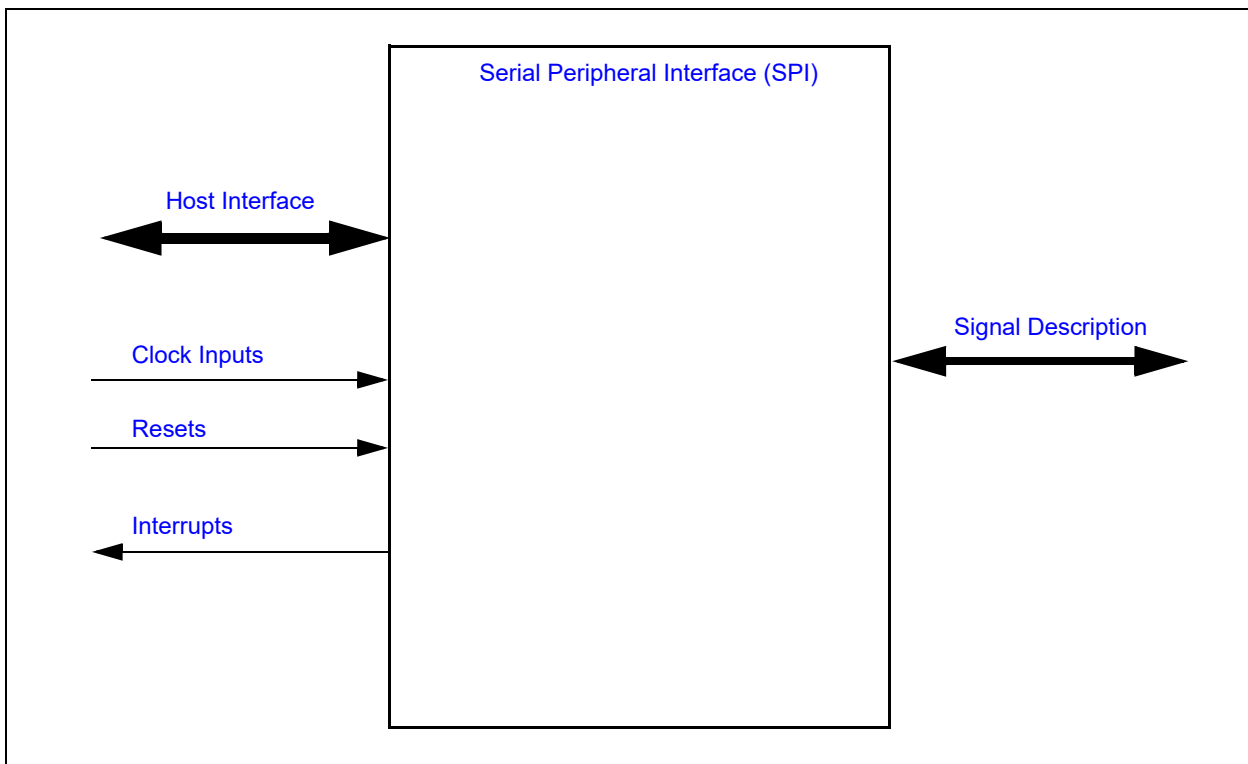 Serial Peripheral Interface (SPI)
Host Interface
Signal Description
Clock Inputs
Resets
Interrupts